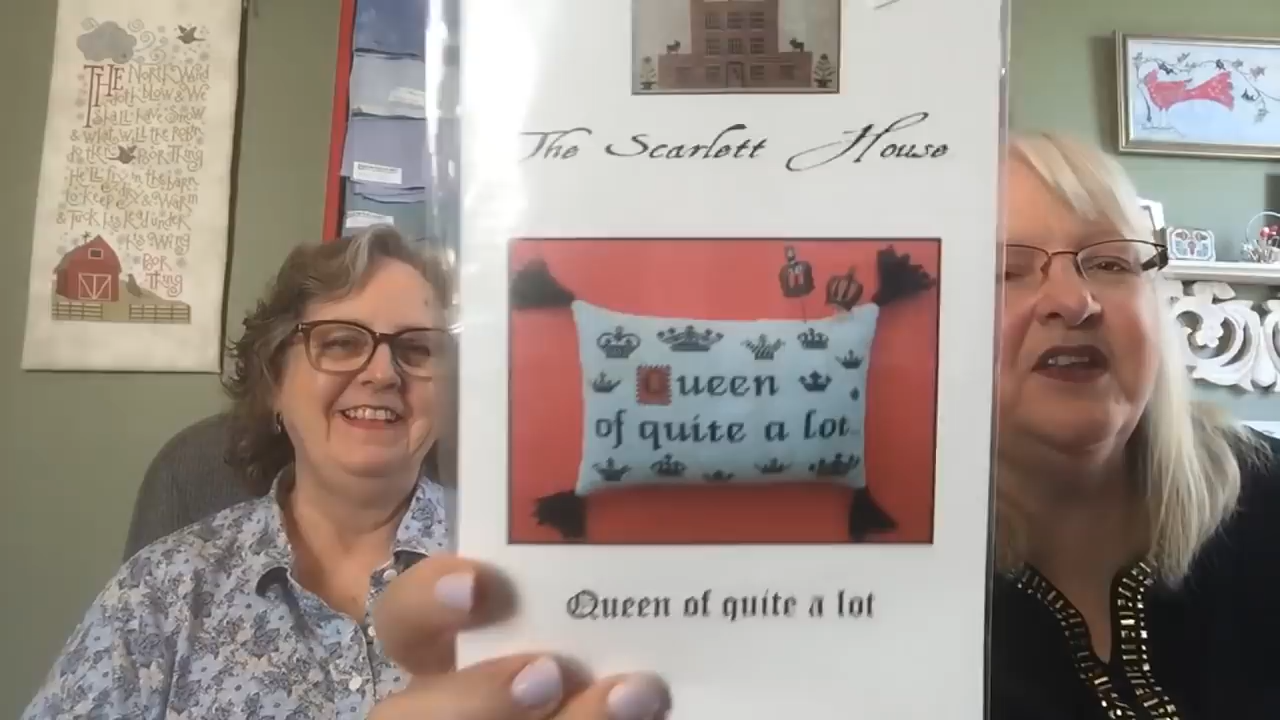 THE North Wind
doth blow & We
Shall have Snow
& what will the Robin
do then Poor Thing
He'll fly in the barn
to keep dry & Warm
& Tuck his head under
his Wing
Poor
Thing
The Scarlett House
Queen
of quite a lot
Queen of quite a lot